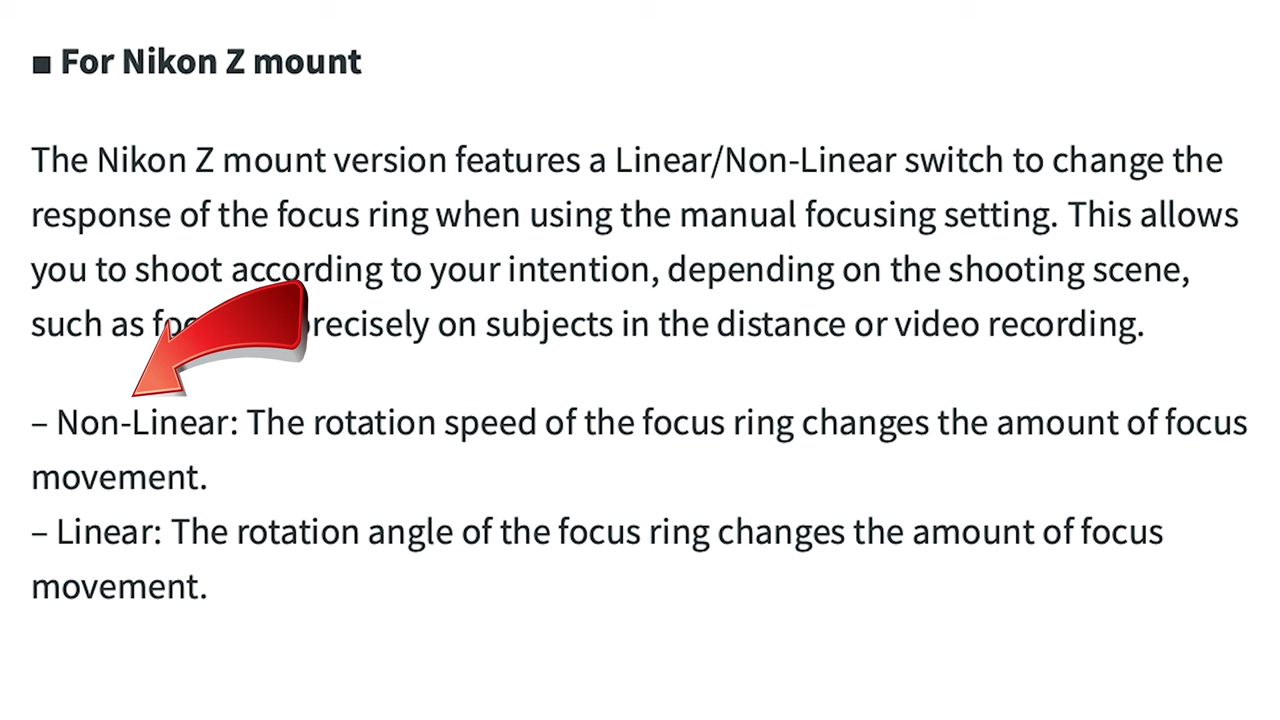 ■ For Nikon Z mount
The Nikon Z mount version features a Linear/Non-Linear switch to change the
response of the focus ring when using the manual focusing setting. This allows
you to shoot according to your intention, depending on the shooting scene,
such as precisely on subjects in the distance or video recording.
– Non-Linear: The rotation speed of the focus ring changes the amount of focus
movement.
– Linear: The rotation angle of the focus ring changes the amount of focus
movement.